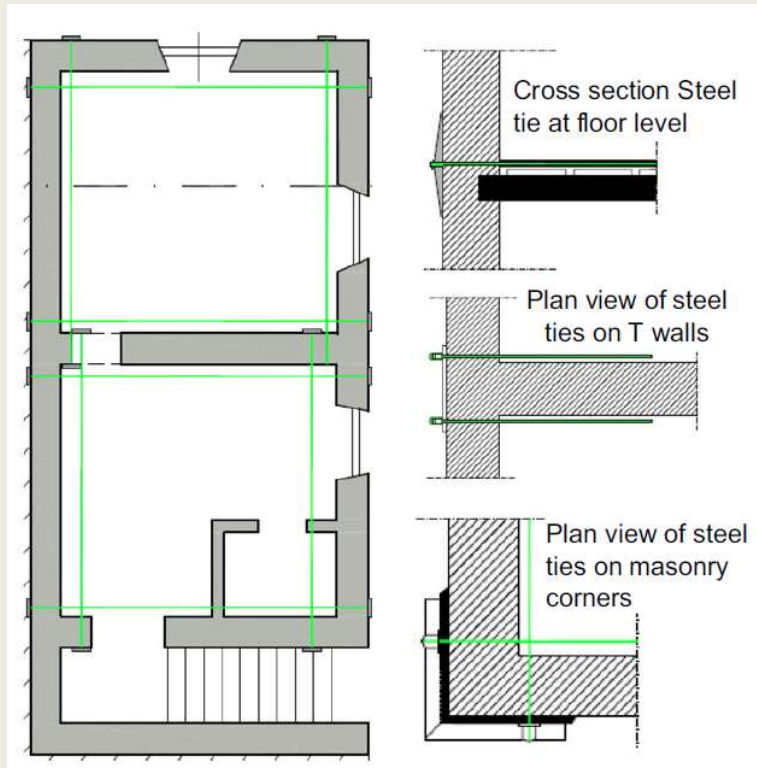 Cross section Steel
tie at floor level
Plan view of steel
ties on T walls
Plan view of steel
ties on masonry
corners